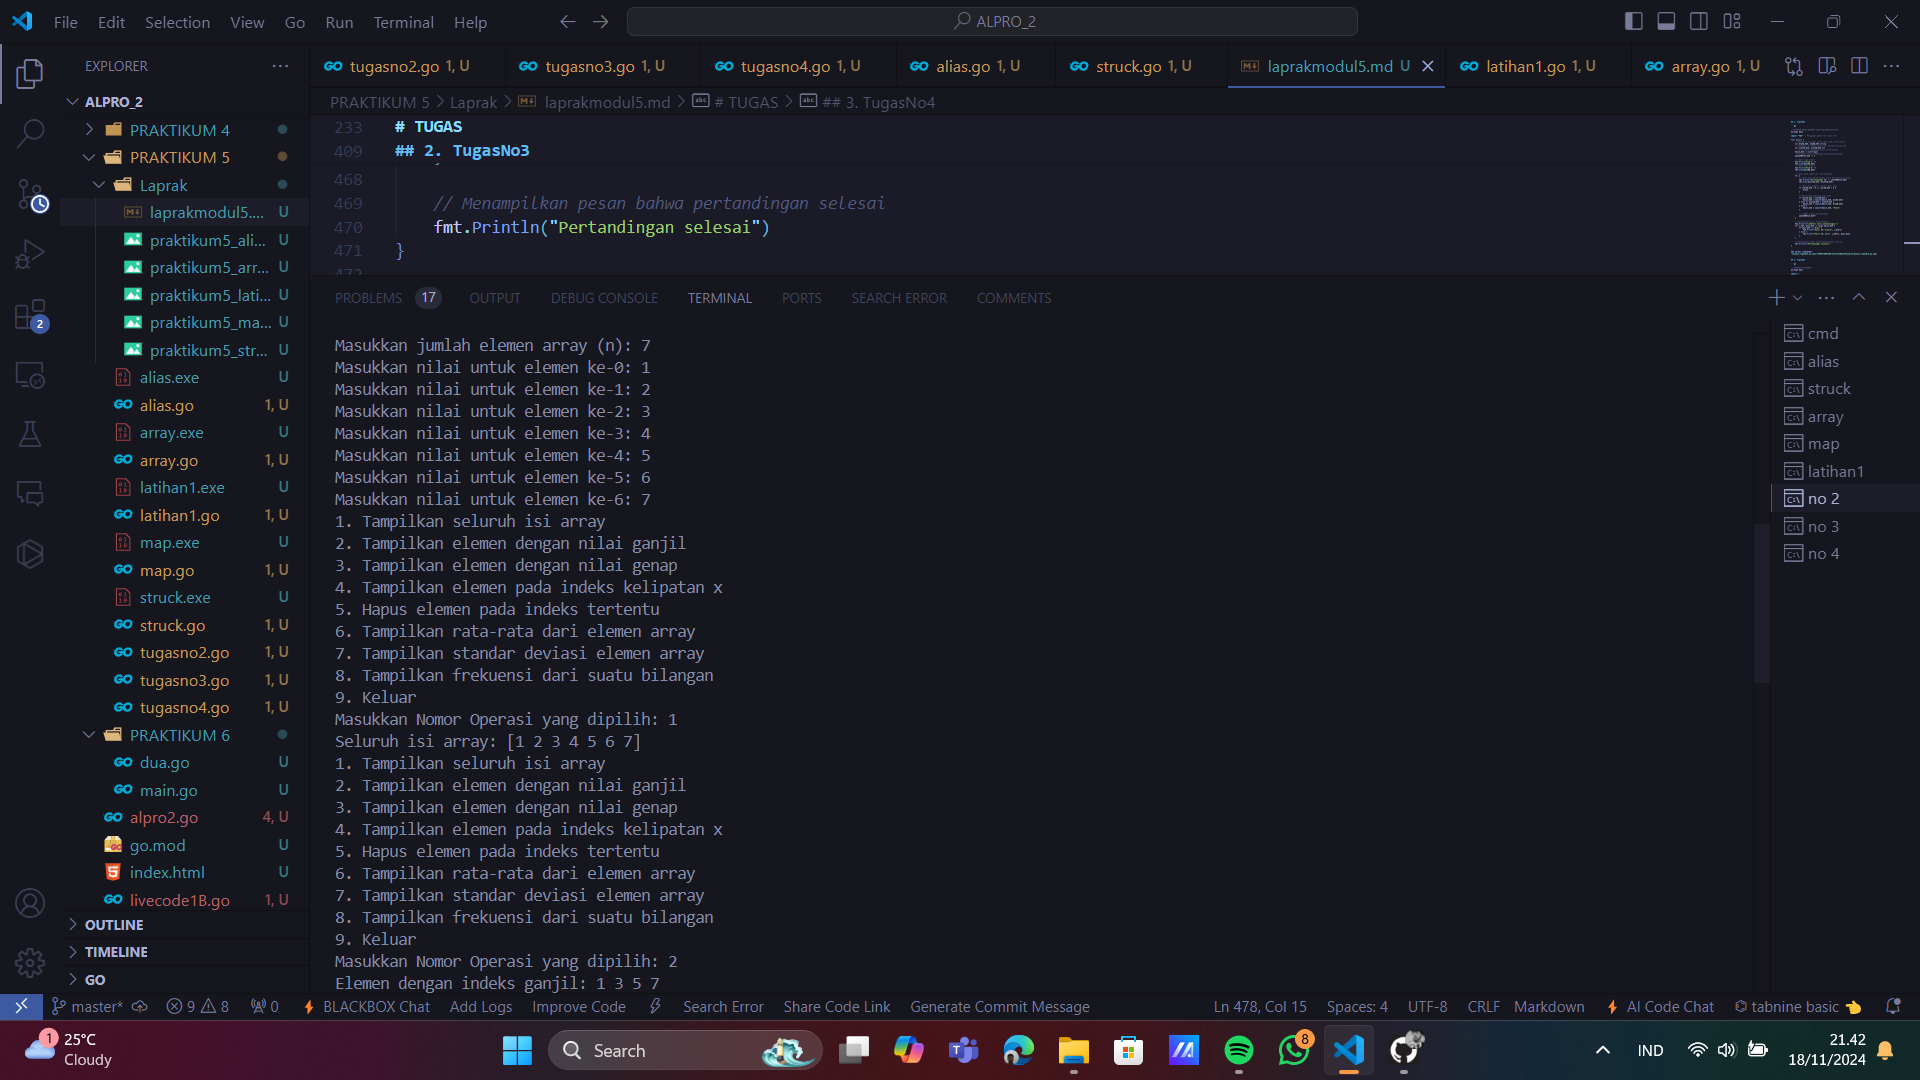 File Edit Selection View Go Run Terminal Help
ALPRO_2
EXPLORER
tugasno2.go 1, U
tugasno3.go 1, U
tugasno4.go 1, U
alias.go 1, U
struck.go 1, U
laprakmodul5.md U
latihan1.go 1, U
array.go 1, U
PRAKTIKUM 5 > Laprak > laprakmodul5.md > # TUGAS > ## 3. TugasNo4
ALPRO_2
PRAKTIKUM 4
PRAKTIKUM 5
Laprak
laprakmodul5.... U
praktikum5_ali... U
praktikum5_arr... U
praktikum5_lati... U
praktikum5_ma... U
praktikum5_str... U
alias.exe U
alias.go 1, U
array.exe U
array.go 1, U
latihan1.exe U
latihan1.go 1, U
map.exe U
map.go 1, U
struck.exe U
struck.go 1, U
tugasno2.go 1, U
tugasno3.go 1, U
tugasno4.go 1, U
PRAKTIKUM 6
dua.go U
main.go U
alpro2.go 4, U
go.mod U
index.html U
livecode1B.go 1, U
OUTLINE
TIMELINE
GO
233 # TUGAS
409 ## 2. TugasNo3
468
469 // Menampilkan pesan bahwa pertandingan selesai
470 fmt.Println("Pertandingan selesai")
471 }
472
PROBLEMS 17 OUTPUT DEBUG CONSOLE TERMINAL PORTS SEARCH ERROR COMMENTS
Masukkan jumlah elemen array (n): 7
Masukkan nilai untuk elemen ke-0: 1
Masukkan nilai untuk elemen ke-1: 2
Masukkan nilai untuk elemen ke-2: 3
Masukkan nilai untuk elemen ke-3: 4
Masukkan nilai untuk elemen ke-4: 5
Masukkan nilai untuk elemen ke-5: 6
Masukkan nilai untuk elemen ke-6: 7
1. Tampilkan seluruh isi array
2. Tampilkan elemen dengan nilai ganjil
3. Tampilkan elemen dengan nilai genap
4. Tampilkan elemen pada indeks kelipatan x
5. Hapus elemen pada indeks tertentu
6. Tampilkan rata-rata dari elemen array
7. Tampilkan standar deviasi elemen array
8. Tampilkan frekuensi dari suatu bilangan
9. Keluar
Masukkan Nomor Operasi yang dipilih: 1
Seluruh isi array: [1 2 3 4 5 6 7]
1. Tampilkan seluruh isi array
2. Tampilkan elemen dengan nilai ganjil
3. Tampilkan elemen dengan nilai genap
4. Tampilkan elemen pada indeks kelipatan x
5. Hapus elemen pada indeks tertentu
6. Tampilkan rata-rata dari elemen array
7. Tampilkan standar deviasi elemen array
8. Tampilkan frekuensi dari suatu bilangan
9. Keluar
Masukkan Nomor Operasi yang dipilih: 2
Elemen dengan indeks ganjil: 1 3 5 7
cmd
alias
struck
array
map
latihan1
no 2
no 3
no 4
2
master* 9 8 0 BLACKBOX Chat Add Logs Improve Code Search Error Share Code Link Generate Commit Message Ln 478, Col 15 Spaces: 4 UTF-8 CRLF Markdown AI Code Chat tabnine basic
1
25°C
Cloudy
Search
8
IND
21.42
18/11/2024